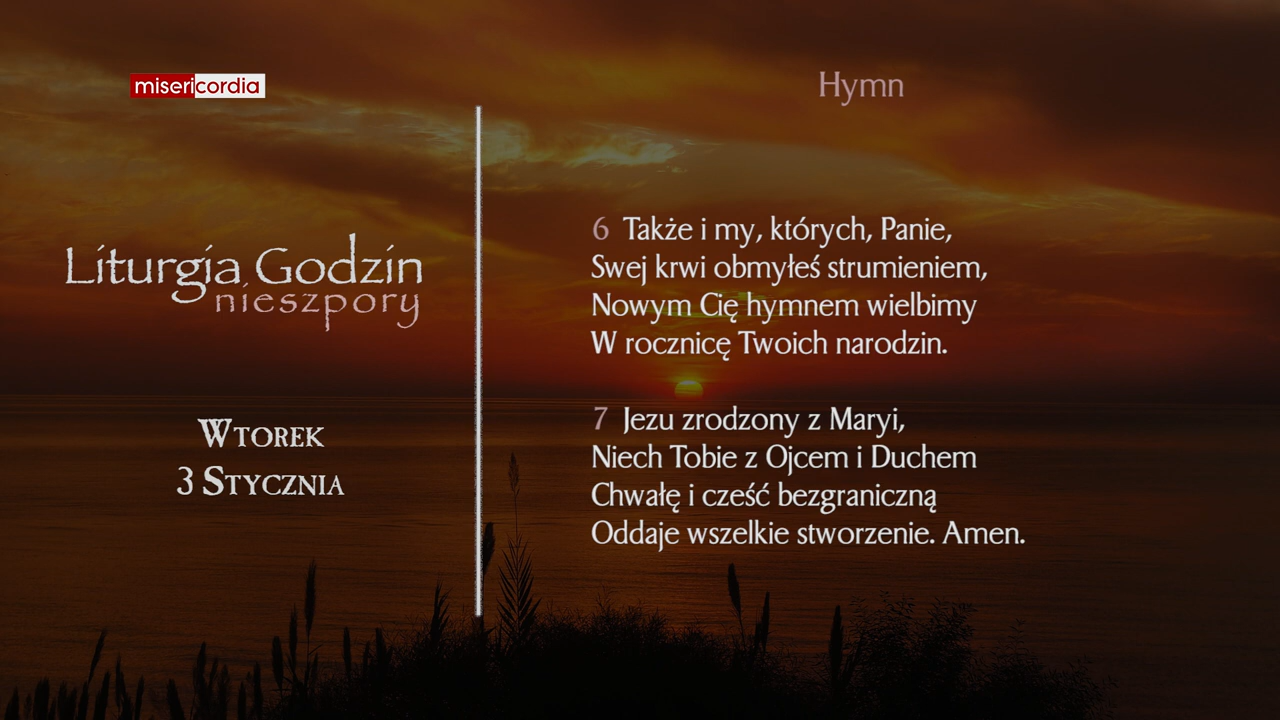 misericordia
Hymn
Liturgia Godzin
nieszpory
Wtorek
3 Stycznia
6 Także i my, których, Panie,
Swej krwi obmyłeś strumieniem,
Nowym Cię hymnem wielbimy
W rocznicę Twoich narodzin.
7 Jezu zrodzony z Maryi,
Niech Tobie z Ojcem i Duchem
Chwałę i cześć bezgraniczną
Oddaje wszelkie stworzenie. Amen.